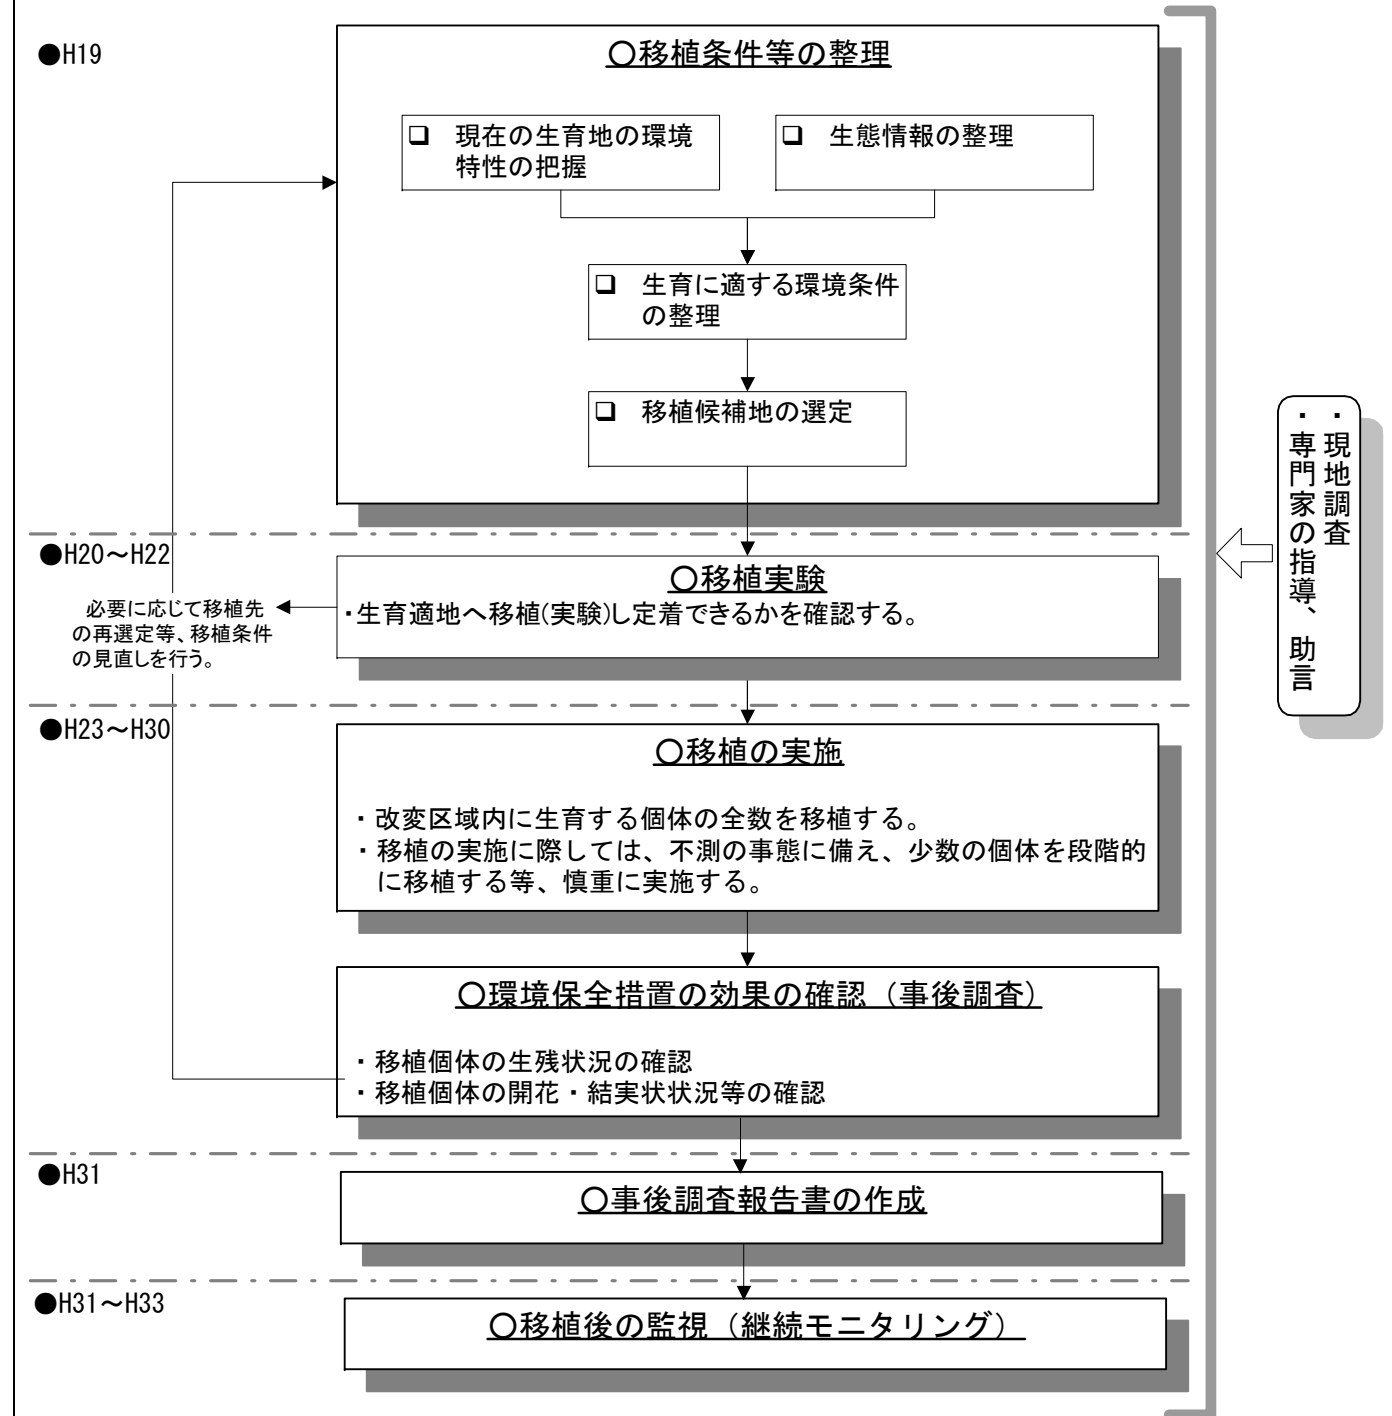 ●H19
○移植条件等の整理
❑ 現在の生育地の環境
特性の把握
❑ 生態情報の整理
❑ 生育に適する環境条件
の整理
❑ 移植候補地の選定
●H20～H22
○移植実験
・生育適地へ移植(実験)し定着できるかを確認する。
必要に応じて移植先
の再選定等、移植条件
の見直しを行う。
●H23～H30
○移植の実施
・改変区域内に生育する個体の全数を移植する。
・移植の実施に際しては、不測の事態に備え、少数の個体を段階的
に移植する等、慎重に実施する。
○環境保全措置の効果の確認（事後調査）
・移植個体の生残状況の確認
・移植個体の開花・結実状状況等の確認
●H31
○事後調査報告書の作成
●H31～H33
○移植後の監視（継続モニタリング）
・現地調査
・専門家の指導、助言